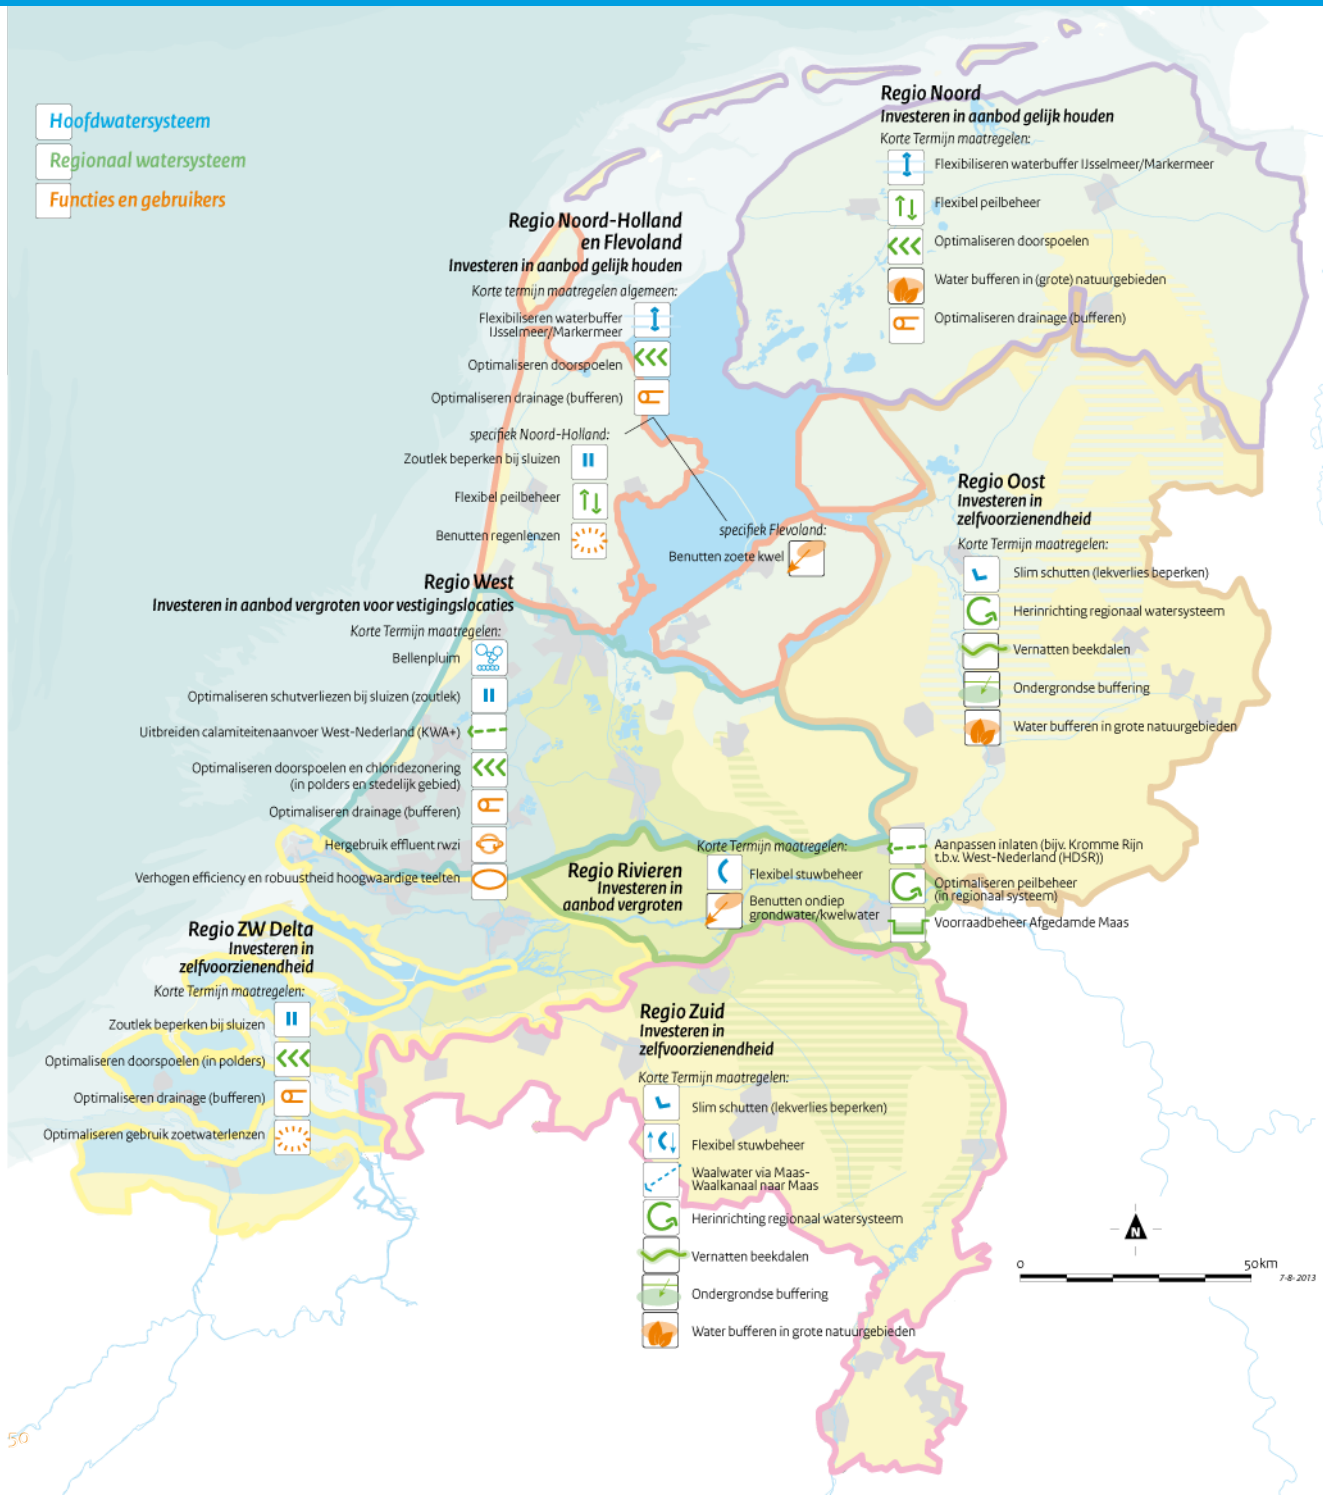 Hoofdwatersysteem
Regionaal watersysteem
Functies en gebruikers
Regio Noord
Investeren in aanbod gelijk houden
Korte Termijn maatregelen:
Flexibiliseren waterbuffer IJsselmeer/Markermeer
Flexibel peilbeheer
Optimaliseren doorspoelen
Water bufferen in (grote) natuurgebieden
Optimaliseren drainage (bufferen)
Regio Noord-Holland
en Flevoland
Investeren in aanbod gelijk houden
Korte termijn maatregelen algemeen:
Flexibiliseren waterbuffer
IJsselmeer/Markermeer
Optimaliseren doorspoelen
Optimaliseren drainage (bufferen)
specifiek Noord-Holland:
Zoutlek beperken bij sluizen
Flexibel peilbeheer
Benutten regenlenzen
specifiek Flevoland:
Benutten zoete kwel
Regio Oost
Investeren in
zelfvoorzienendheid
Korte Termijn maatregelen:
Slim schutten (lekverlies beperken)
Herinrichting regionaal watersysteem
Vernatten beekdalen
Ondergrondse buffering
Water bufferen in grote natuurgebieden
Regio West
Investeren in aanbod vergroten voor vestigingslocaties
Korte Termijn maatregelen:
Bellenpluim
Optimaliseren schutverliezen bij sluizen (zoutlek)
Uitbreiden calamiteitenaanvoer West-Nederland (KWA+)
Optimaliseren doorspoelen en chloridezonering
(in polders en stedelijk gebied)
Optimaliseren drainage (bufferen)
Hergebruik effluent rwzi
Verhogen efficiency en robuustheid hoogwaardige teelten
Regio Rivieren
Investeren in
aanbod vergroten
Korte Termijn maatregelen:
Flexibel stuwbeheer
Benutten ondiep
grondwater/kwelwater
Aanpassen inlaten (bijv. Kromme Rijn
t.b.v. West-Nederland (HDSR))
Optimaliseren peilbeheer
(in regionaal systeem)
Voorraadbeheer Afgedamde Maas
Regio ZW Delta
Investeren in
zelfvoorzienendheid
Korte Termijn maatregelen:
Zoutlek beperken bij sluizen
Optimaliseren doorspoelen (in polders)
Optimaliseren drainage (bufferen)
Optimaliseren gebruik zoetwaterlenzen
Regio Zuid
Investeren in
zelfvoorzienendheid
Korte Termijn maatregelen:
Slim schutten (lekverlies beperken)
Flexibel stuwbeheer
Waalwater via Maas-
Waalkanaal naar Maas
Herinrichting regionaal watersysteem
Vernatten beekdalen
Ondergrondse buffering
Water bufferen in grote natuurgebieden
N
0 50km
7-8-2013
50